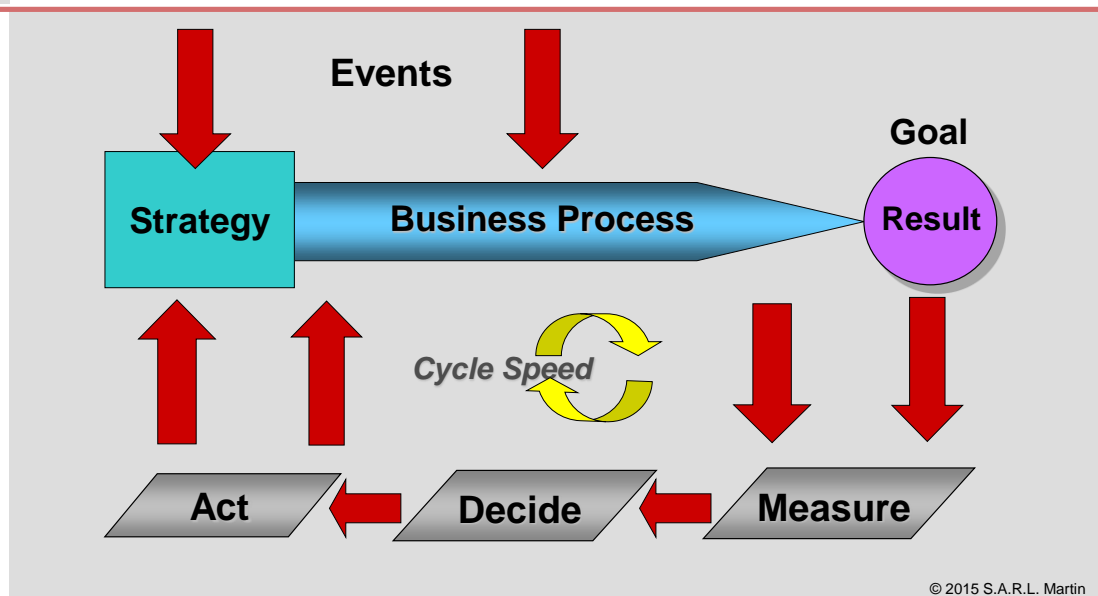 Events
Goal
Strategy
Business Process
Result
Cycle Speed
Act
Decide
Measure
© 2015 S.A.R.L. Martin